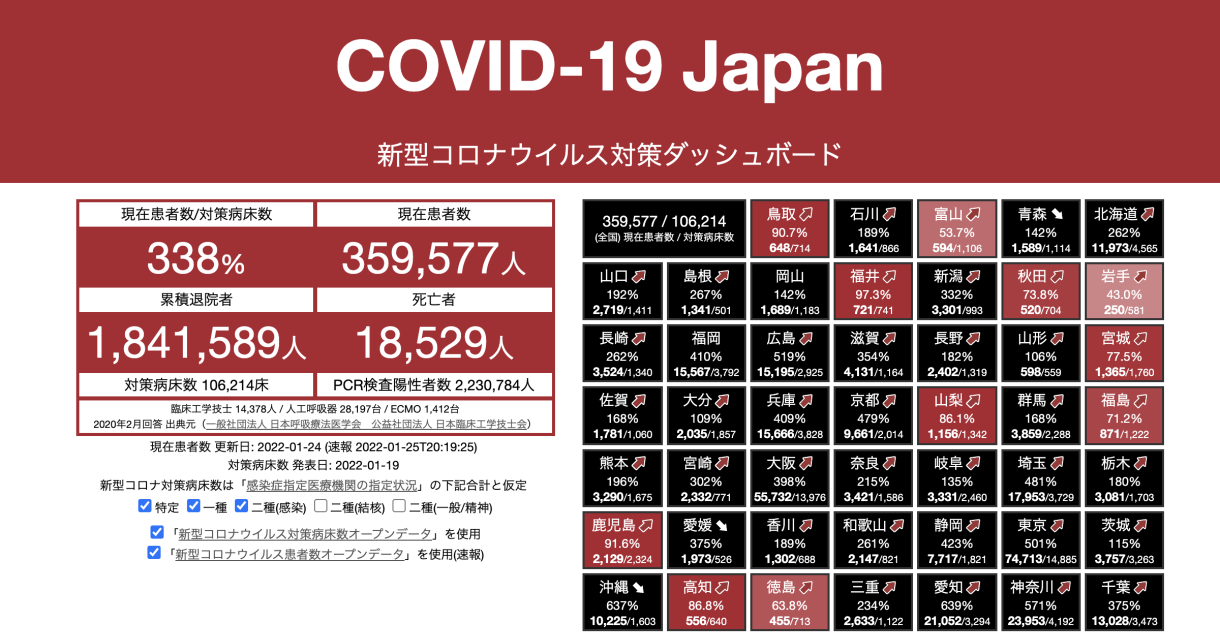 COVID-19 Japan
新型コロナウイルス対策ダッシュボード
現在患者数/対策病床数
現在患者数
338%
359,577人
累積退院者
死亡者
1,841,589人
18,529人
対策病床数 106,214床
PCR検査陽性者数 2,230,784人
臨床工学技士 14,378人 / 人工呼吸器 28,197台 / ECMO 1,412台
2020年2月回答 出典元（一般社団法人 日本呼吸療法医学会　公益社団法人 日本臨床工学技士会）
現在患者数 更新日: 2022-01-24 (速報 2022-01-25T20:19:25)
対策病床数 発表日: 2022-01-19
新型コロナ対策病床数は「感染症指定医療機関の指定状況」の下記合計と仮定
特定 一種 二種(感染) 二種(結核) 二種(一般/精神)
「新型コロナウイルス対策病床数オープンデータ」を使用
「新型コロナウイルス患者数オープンデータ」を使用(速報)
359,577 / 106,214
(全国) 現在患者数 / 対策病床数
鳥取
90.7%
648/714
石川
189%
1,641/866
富山
53.7%
594/1,106
青森
142%
1,589/1,114
北海道
262%
11,973/4,565
山口
192%
2,719/1,411
島根
267%
1,341/501
岡山
142%
1,689/1,183
福井
97.3%
721/741
新潟
332%
3,301/993
秋田
73.8%
520/704
岩手
43.0%
250/581
長崎
262%
3,524/1,340
福岡
410%
15,567/3,792
広島
519%
15,195/2,925
滋賀
354%
4,131/1,164
長野
182%
2,402/1,319
山形
106%
598/559
宮城
77.5%
1,365/1,760
佐賀
168%
1,781/1,060
大分
109%
2,035/1,857
兵庫
409%
15,666/3,828
京都
479%
9,661/2,014
山梨
86.1%
1,156/1,342
群馬
168%
3,859/2,288
福島
71.2%
871/1,222
熊本
196%
3,290/1,675
宮崎
302%
2,332/771
大阪
398%
55,732/13,976
奈良
215%
3,421/1,586
岐阜
135%
3,331/2,460
埼玉
481%
17,953/3,729
栃木
180%
3,081/1,703
鹿児島
91.6%
2,129/2,324
愛媛
375%
1,973/526
香川
189%
1,302/688
和歌山
261%
2,147/821
静岡
423%
7,717/1,821
東京
501%
74,713/14,885
茨城
115%
3,757/3,263
沖縄
637%
10,225/1,603
高知
86.8%
556/640
徳島
63.8%
455/713
三重
234%
2,633/1,122
愛知
639%
21,052/3,294
神奈川
571%
23,953/4,192
千葉
375%
13,028/3,473